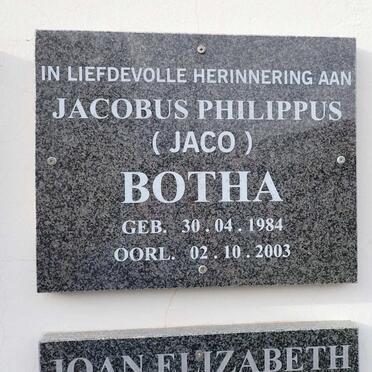 IN LIEFDEVOLLE HERINNERING AAN
JACOBUS PHILIPPUS
( JACO )
BOTHA
GEB. 30 . 04 . 1984
OORL. 02 . 10 . 2003
JOAN ELIZABETH